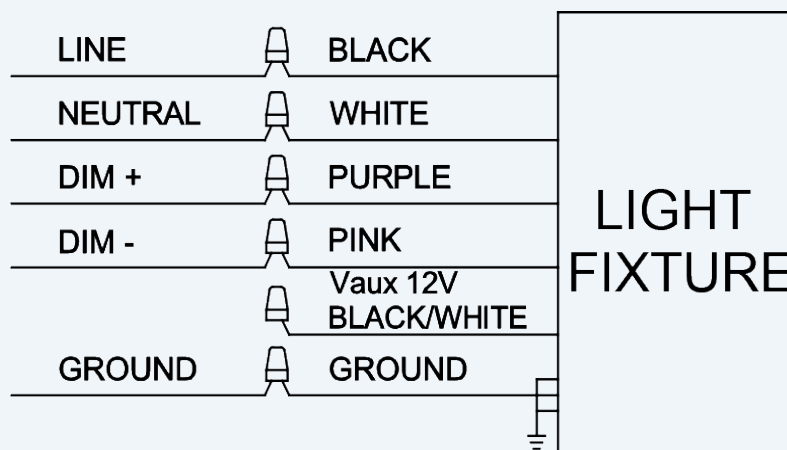 LINE BLACK
NEUTRAL WHITE
DIM + PURPLE
DIM - PINK
Vaux 12V
BLACK/WHITE
GROUND GROUND
LIGHT
FIXTURE